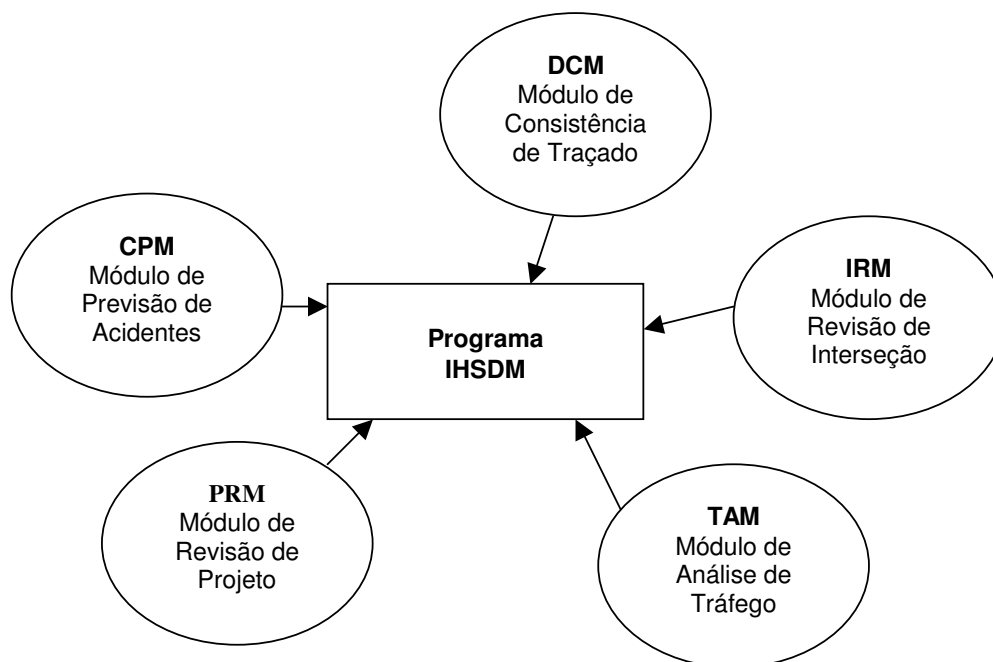 DCM
Módulo de
Consistência
de Traçado
CPM
Módulo de
Previsão de
Acidentes
IRM
Módulo de
Revisão de
Interseção
Programa
IHSDM
PRM
Módulo de
Revisão de
Projeto
TAM
Módulo de
Análise de
Tráfego